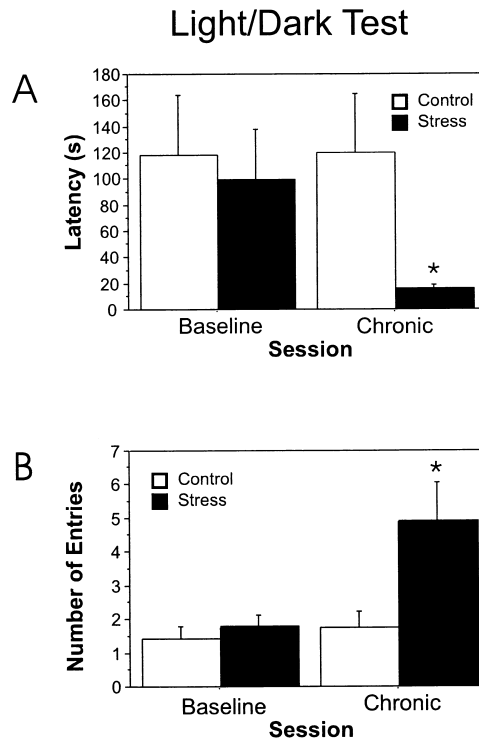 Light/Dark Test
A
180
160
140
120
100
80
60
40
20
0
Latency (s)
Control
Stress
*
Baseline
Chronic
Session
B
7
6
5
4
3
2
1
0
Number of Entries
Control
Stress
*
Baseline
Chronic
Session